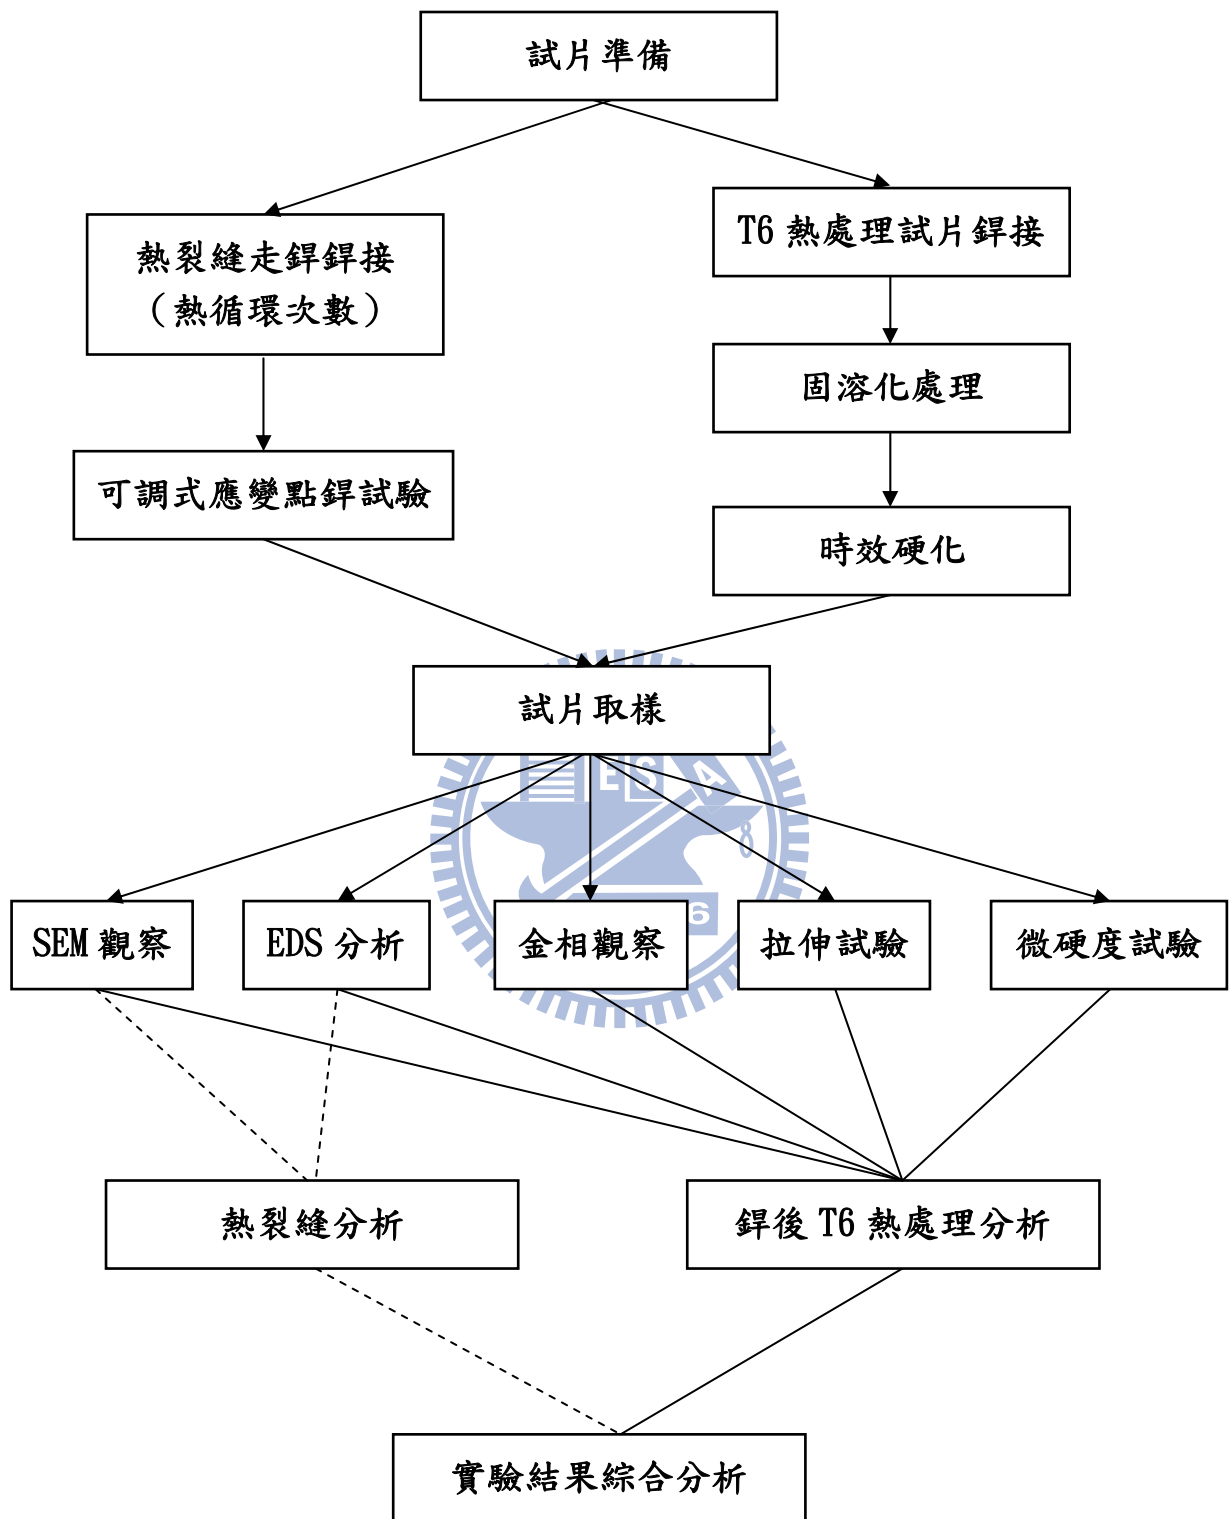 試片準備
T6 熱處理試片銲接
熱裂縫走銲銲接
（熱循環次數）
固溶化處理
可調式應變點銲試驗
時效硬化
試片取樣
E S A
SEM 觀察
EDS 分析
金相觀察
6
拉伸試驗
微硬度試驗
熱裂縫分析
銲後 T6 熱處理分析
實驗結果綜合分析